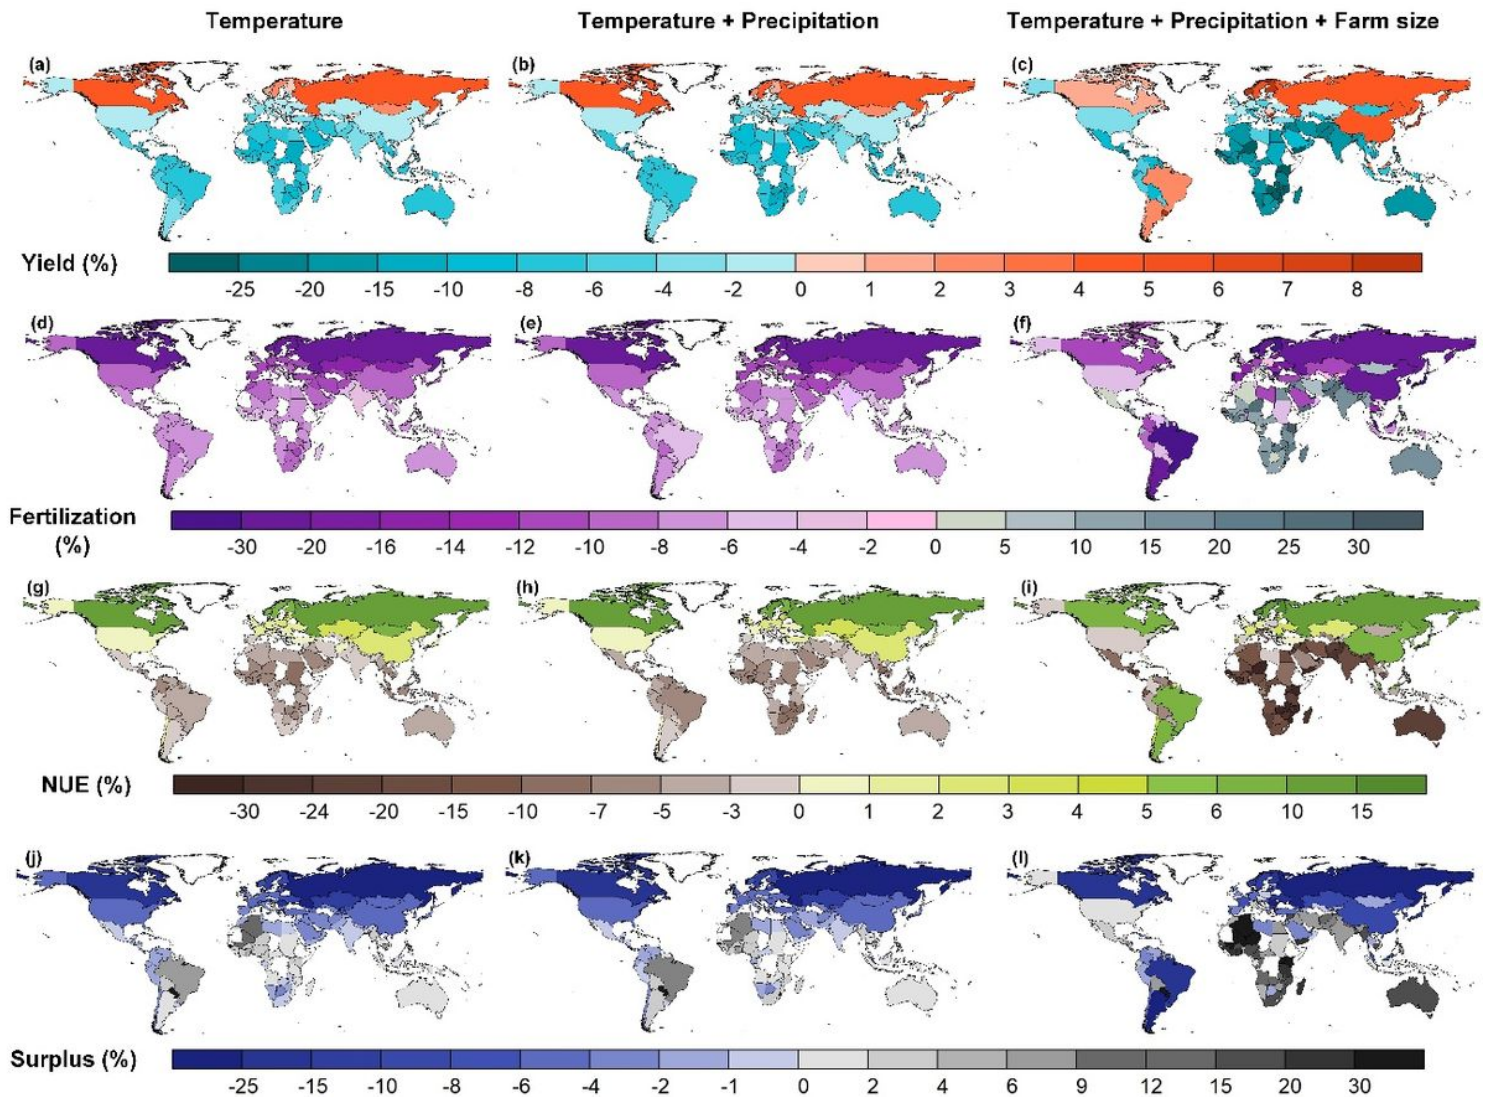 Temperature Temperature + Precipitation Temperature + Precipitation + Farm size
(a) (b) (c)
Yield (%)
-25 -20 -15 -10 -8 -6 -4 -2 0 1 2 3 4 5 6 7 8
(d) (e) (f)
Fertilization
(%)
-30 -20 -16 -14 -12 -10 -8 -6 -4 -2 0 5 10 15 20 25 30
(g) (h) (i)
NUE (%)
-30 -24 -20 -15 -10 -7 -5 -3 0 1 2 3 4 5 6 10 15
(j) (k) (l)
Surplus (%)
-25 -15 -10 -8 -6 -4 -2 -1 0 2 4 6 9 12 15 20 30